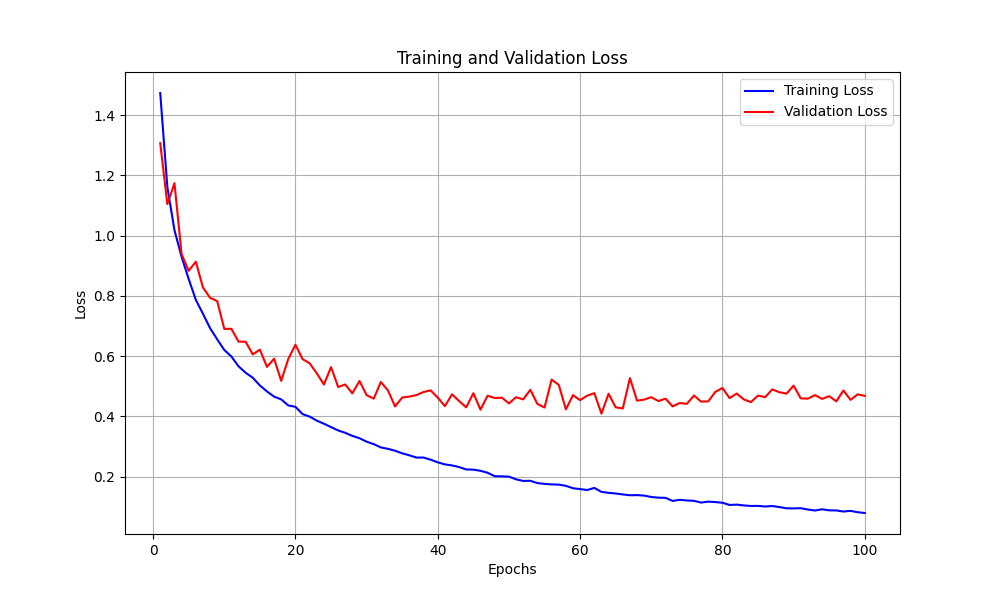 Training and Validation Loss
Training Loss
Validation Loss
1.4
1.2
1.0
0.8
0.6
0.4
0.2
Loss
0 20 40 60 80 100
Epochs